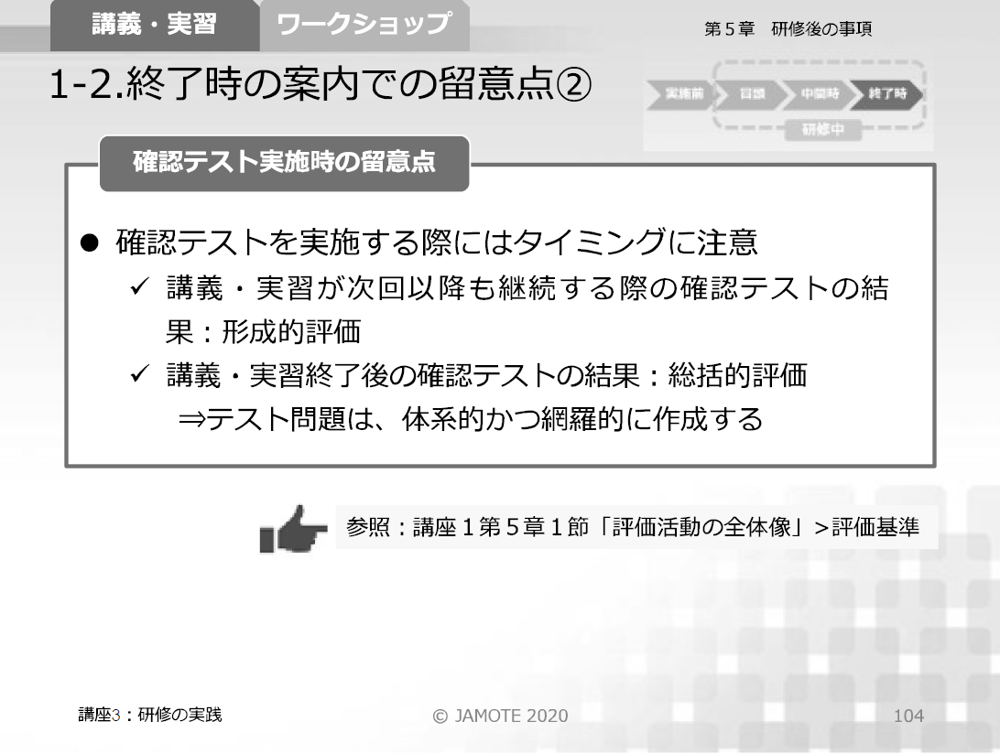 講義・実習
ワークショップ
第５章　研修後の事項
1-2.終了時の案内での留意点②
実施前
冒頭
中間時
終了時
研修中
確認テスト実施時の留意点
● 確認テストを実施する際にはタイミングに注意
✓ 講義・実習が次回以降も継続する際の確認テストの結
果：形成的評価
✓ 講義・実習終了後の確認テストの結果：総括的評価
⇒テスト問題は、体系的かつ網羅的に作成する
参照：講座１第５章１節「評価活動の全体像」>評価基準
講座3：研修の実践
© JAMOTE 2020
104